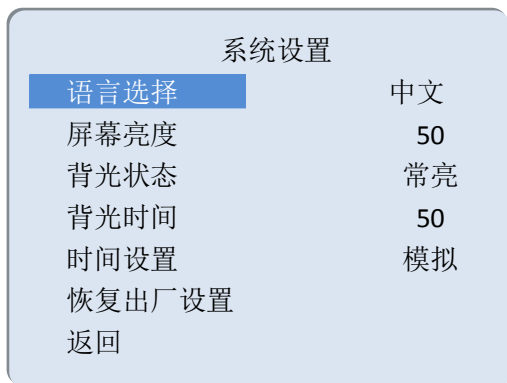 系统设置
语言选择 中文
屏幕亮度 50
背光状态 常亮
背光时间 50
时间设置 模拟
恢复出厂设置
返回